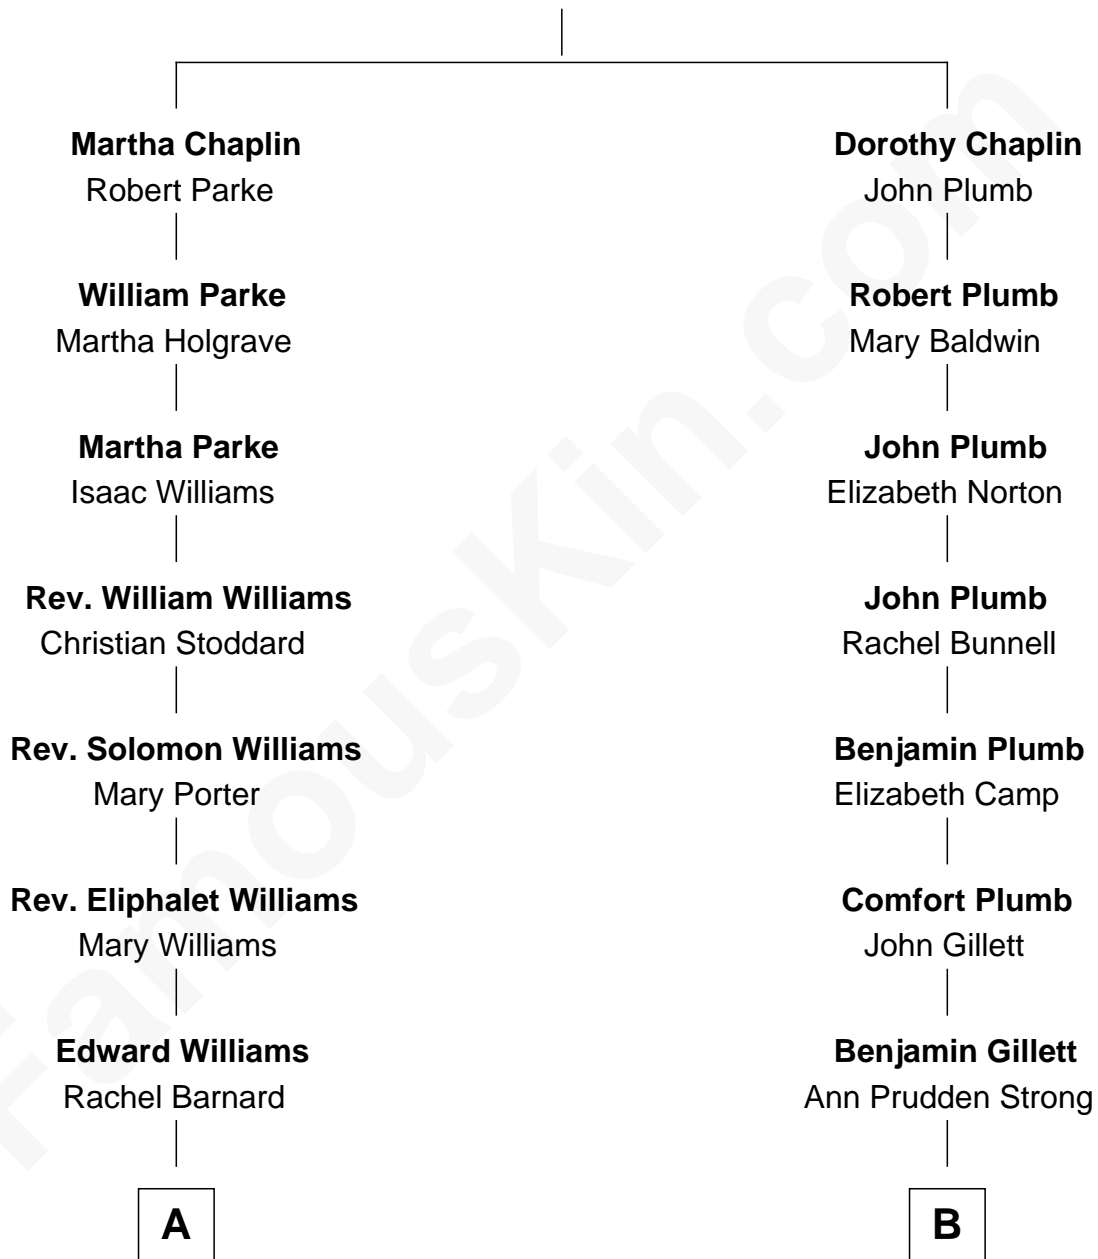 Martha Chaplin
Robert Parke
Dorothy Chaplin
John Plumb
William Parke
Martha Holgrave
Robert Plumb
Mary Baldwin
Martha Parke
Isaac Williams
John Plumb
Elizabeth Norton
Rev. William Williams
Christian Stoddard
John Plumb
Rachel Bunnell
Rev. Solomon Williams
Mary Porter
Benjamin Plumb
Elizabeth Camp
Rev. Eliphalet Williams
Mary Williams
Comfort Plumb
John Gillett
Edward Williams
Rachel Barnard
Benjamin Gillett
Ann Prudden Strong
A
B
FamousKin.com